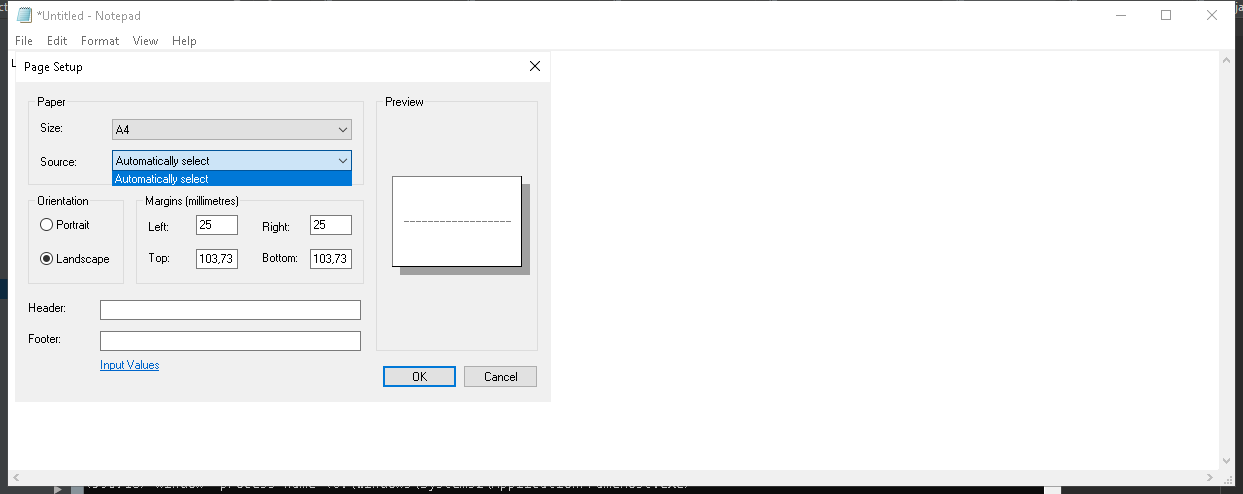 *Untitled - Notepad
File Edit Format View Help
Page Setup
Paper
Size:
A4
Source:
Automatically select
Automatically select
Preview
Orientation
Portrait
Landscape
Margins (millimetres)
Left: 25 Right: 25
Top: 103,73 Bottom: 103,73
Header:
Footer:
Input Values
OK Cancel